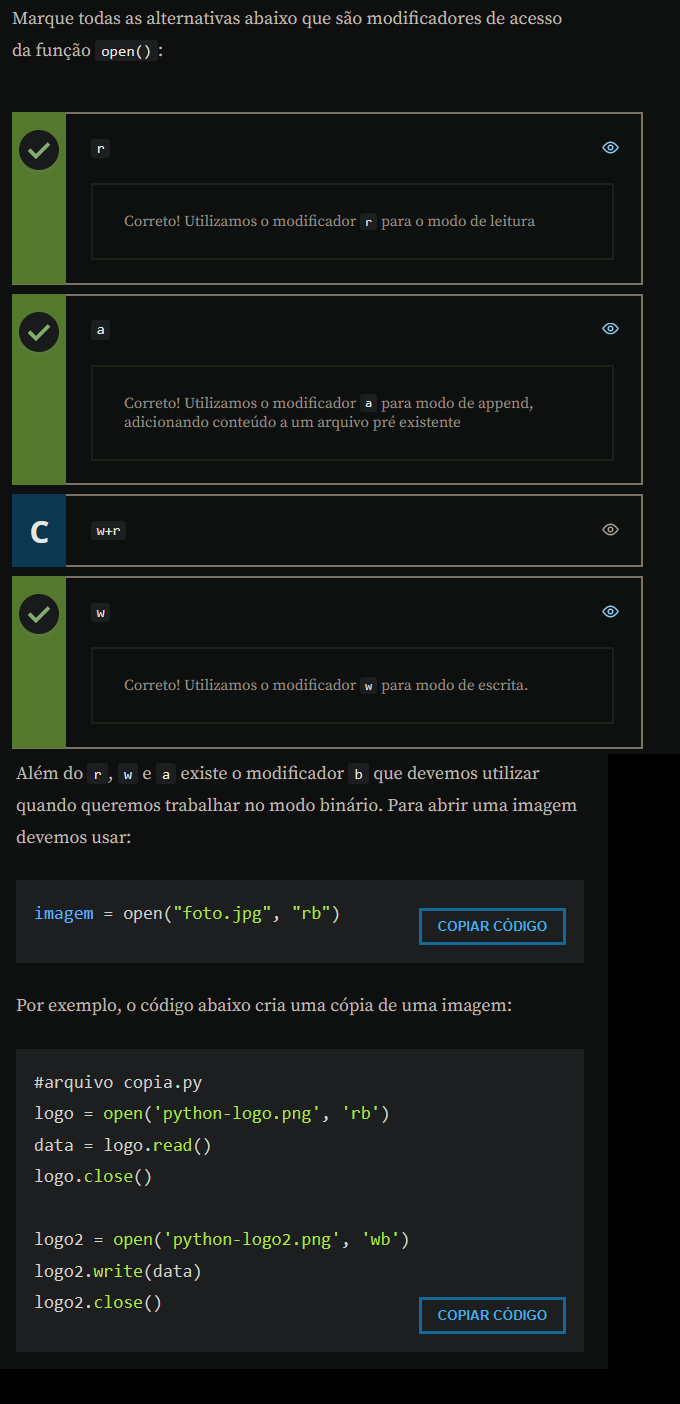 Marque todas as alternativas abaixo que são modificadores de acesso
da função open():
r
Correto! Utilizamos o modificador r para o modo de leitura
a
Correto! Utilizamos o modificador a para modo de append,
adicionando conteúdo a um arquivo pré existente
C
w+r
w
Correto! Utilizamos o modificador w para modo de escrita.
Além do r, w e a existe o modificador b que devemos utilizar
quando queremos trabalhar no modo binário. Para abrir uma imagem
devemos usar:
imagem = open("foto.jpg", "rb")
COPIAR CÓDIGO
Por exemplo, o código abaixo cria uma cópia de uma imagem:
#arquivo copia.py
logo = open('python-logo.png', 'rb')
data = logo.read()
logo.close()
logo2 = open('python-logo2.png', 'wb')
logo2.write(data)
logo2.close()
COPIAR CÓDIGO